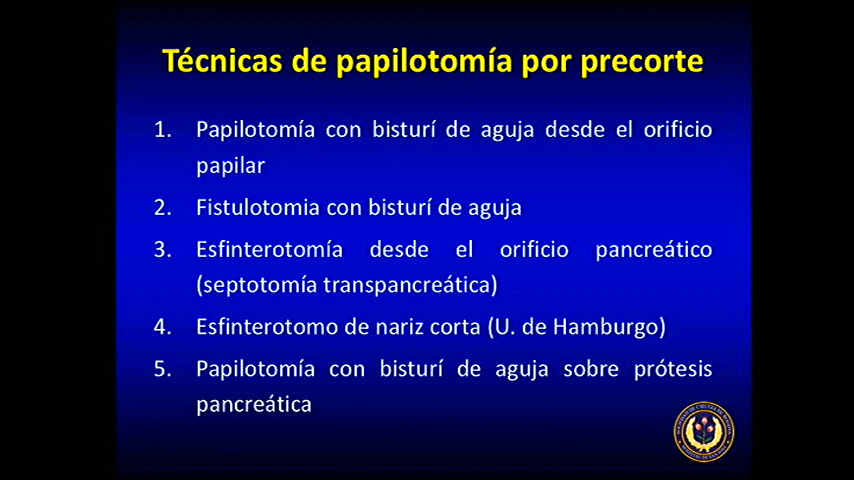 Técnicas de papilotomía por precorte
1. Papilotomía con bisturí de aguja desde el orificio
papilar
2. Fistulotomia con bisturí de aguja
3. Esfinterotomía desde el orificio pancreático
(septotomía transpancreática)
4. Esfinterotomo de nariz corta (U. de Hamburgo)
5. Papilotomía con bisturí de aguja sobre prótesis
pancreática